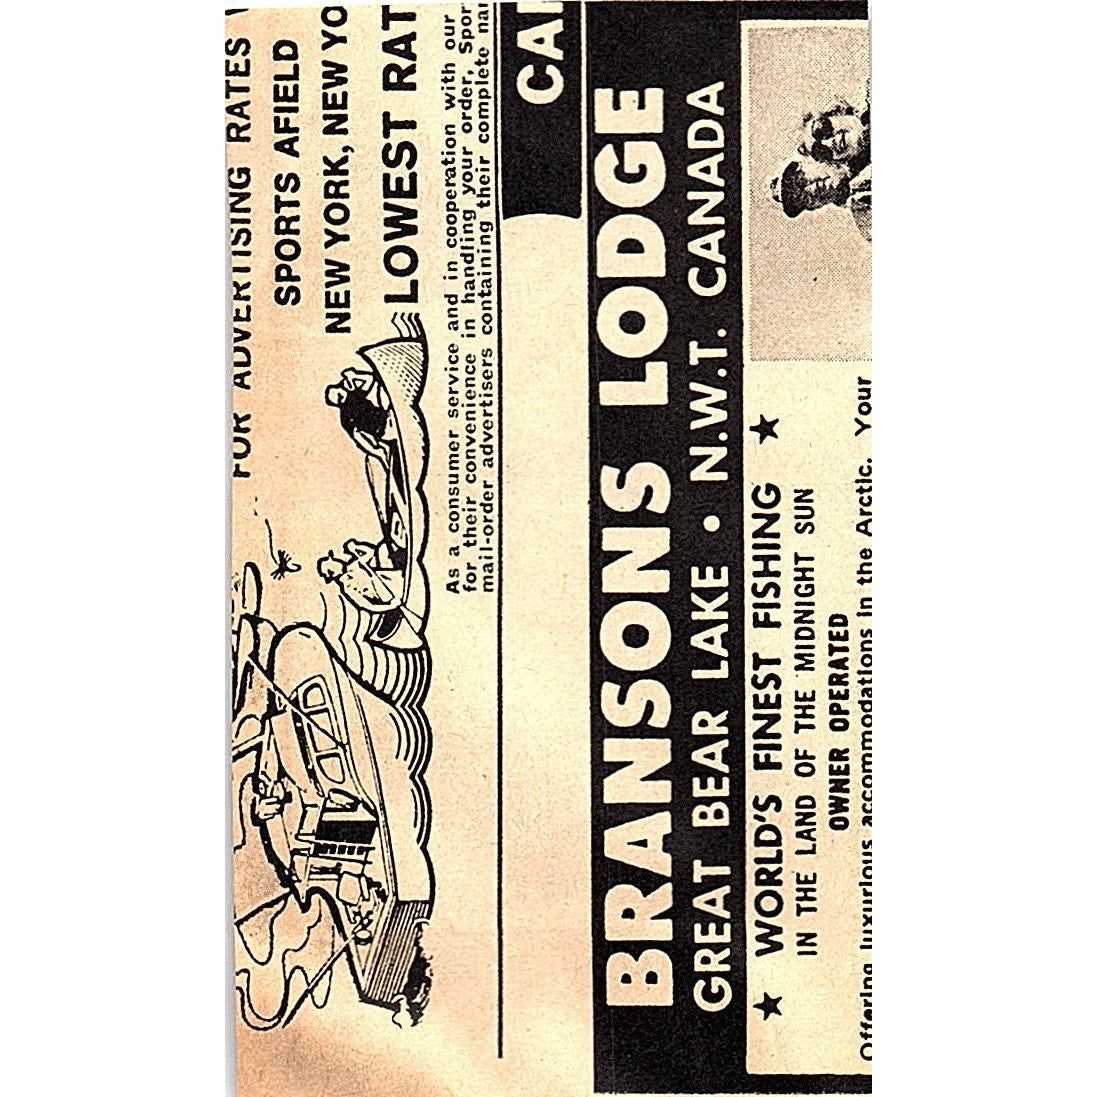 FOR ADVERTISING RATES
SPORTS AFIELD
NEW YORK, NEW YO
LOWEST RAT
As a consumer service and in cooperation with our
for their convenience in handling your order, Spor
mail-order advertisers containing their complete nai
CAI
BRANSONS LODGE
GREAT BEAR LAKE • N.W.T. CANADA
★ WORLD'S FINEST FISHING ★
IN THE LAND OF THE MIDNIGHT SUN
OWNER OPERATED
Offering luxurious accommodations in the Arctic. Your